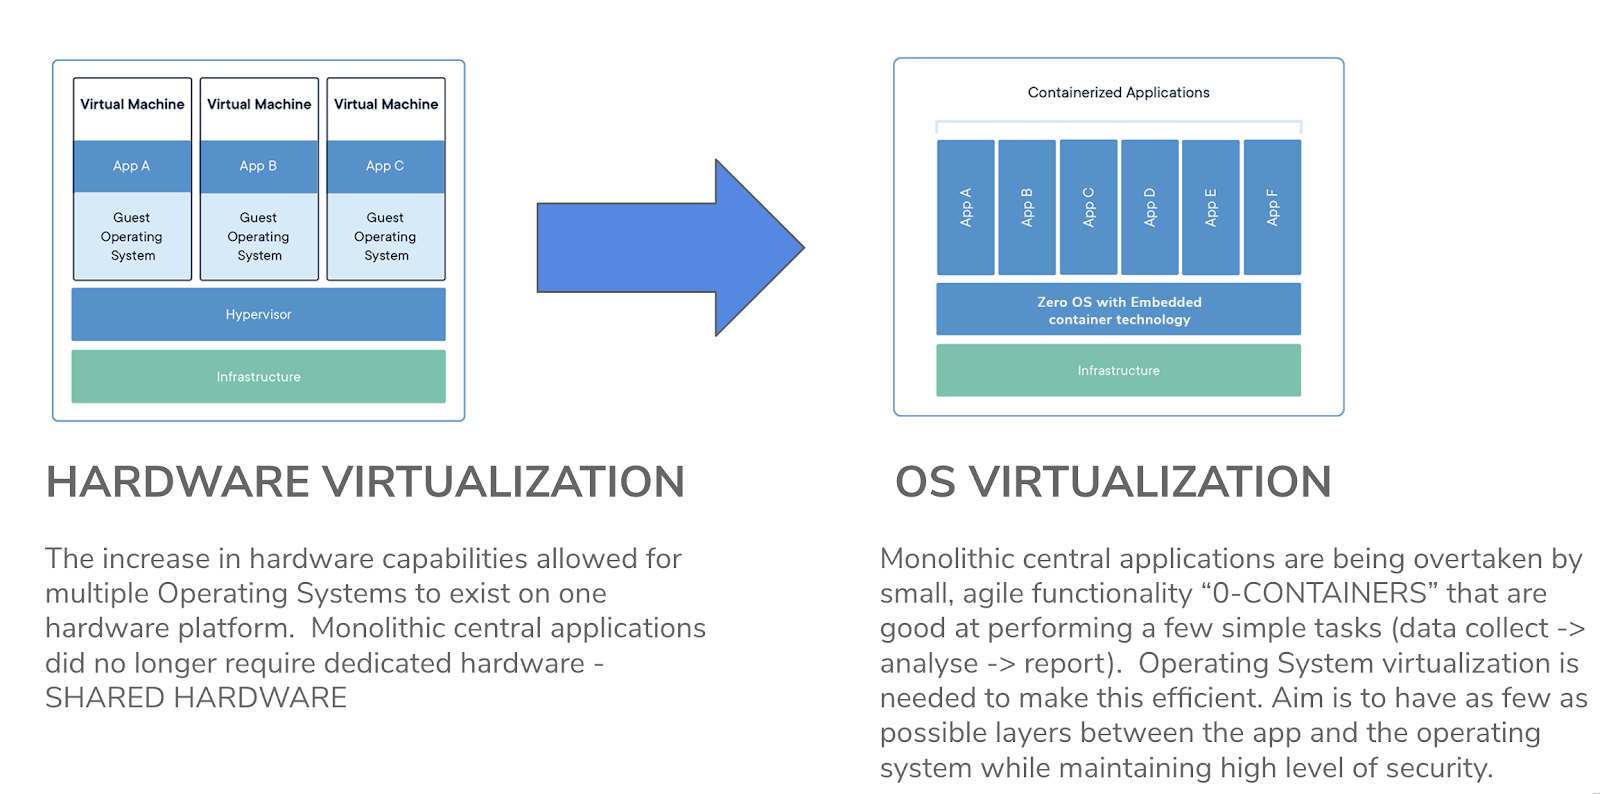 Virtual Machine
Virtual Machine
Virtual Machine
App A
App B
App C
Guest
Operating
System
Guest
Operating
System
Guest
Operating
System
Hypervisor
Infrastructure
Containerized Applications
App A
App B
App C
App D
App E
App F
Zero OS with Embedded
container technology
Infrastructure
HARDWARE VIRTUALIZATION
The increase in hardware capabilities allowed for
multiple Operating Systems to exist on one
hardware platform.  Monolithic central applications
did no longer require dedicated hardware -
SHARED HARDWARE
OS VIRTUALIZATION
Monolithic central applications are being overtaken by
small, agile functionality “0-CONTAINERS” that are
good at performing a few simple tasks (data collect ->
analyse -> report).  Operating System virtualization is
needed to make this efficient. Aim is to have as few as
possible layers between the app and the operating
system while maintaining high level of security.